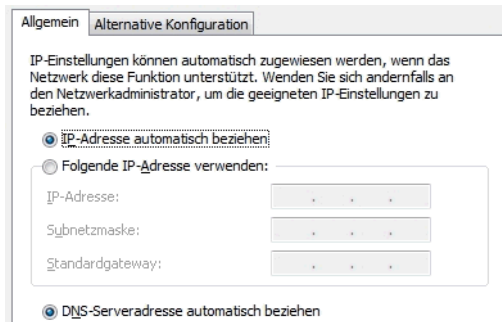 Allgemein Alternative Konfiguration
IP-Einstellungen können automatisch zugewiesen werden, wenn das
Netzwerk diese Funktion unterstützt. Wenden Sie sich andernfalls an
den Netzwerkadministrator, um die geeigneten IP-Einstellungen zu
beziehen.
IP-Adresse automatisch beziehen
Folgende IP-Adresse verwenden:
IP-Adresse:
Subnetzmaske:
Standardgateway:
DNS-Serveradresse automatisch beziehen